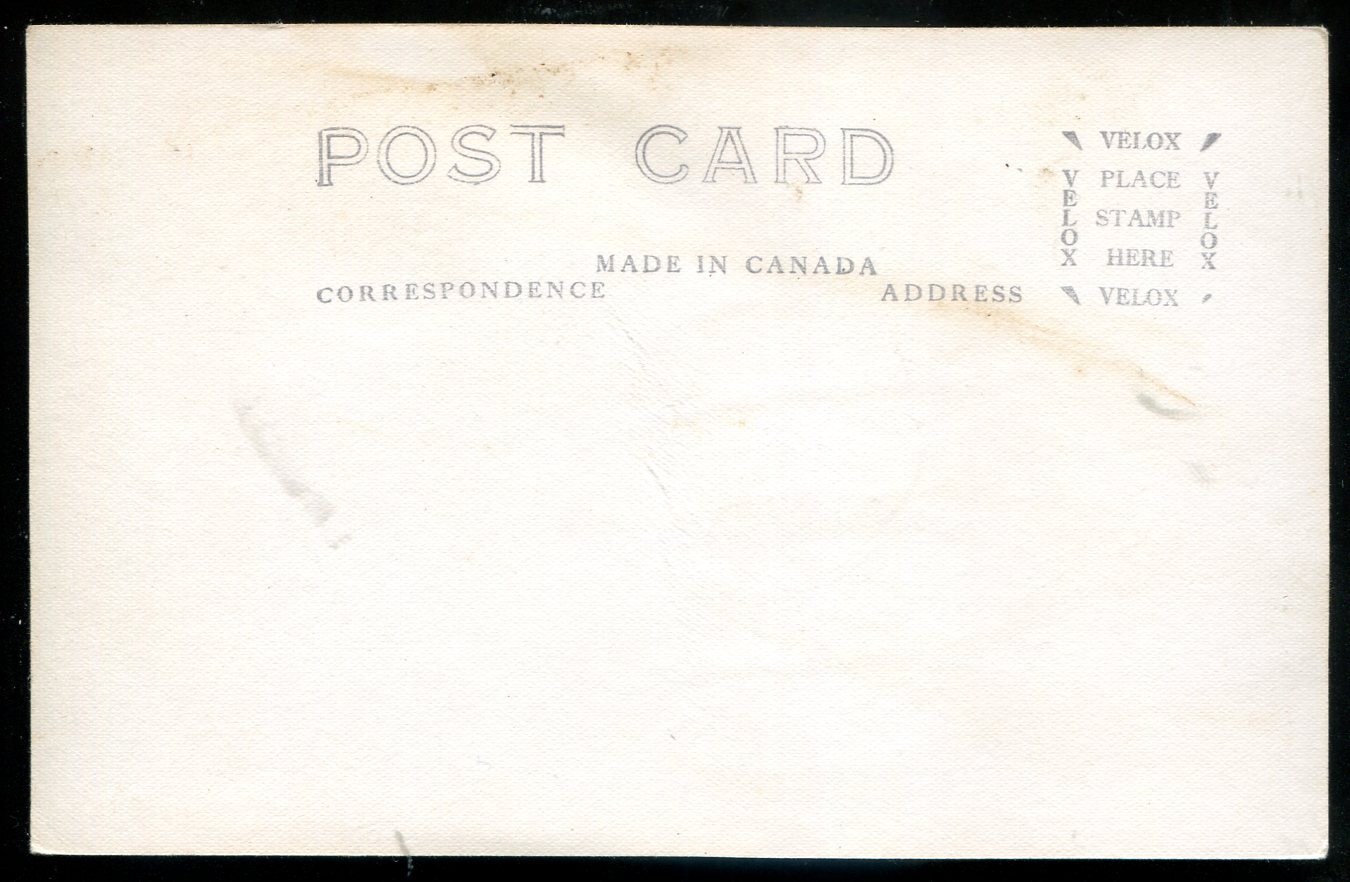 POST CARD
MADE IN CANADA
CORRESPONDENCE
ADDRESS
VELOX
PLACE
STAMP
HERE
VELOX
VELOX
VELOX